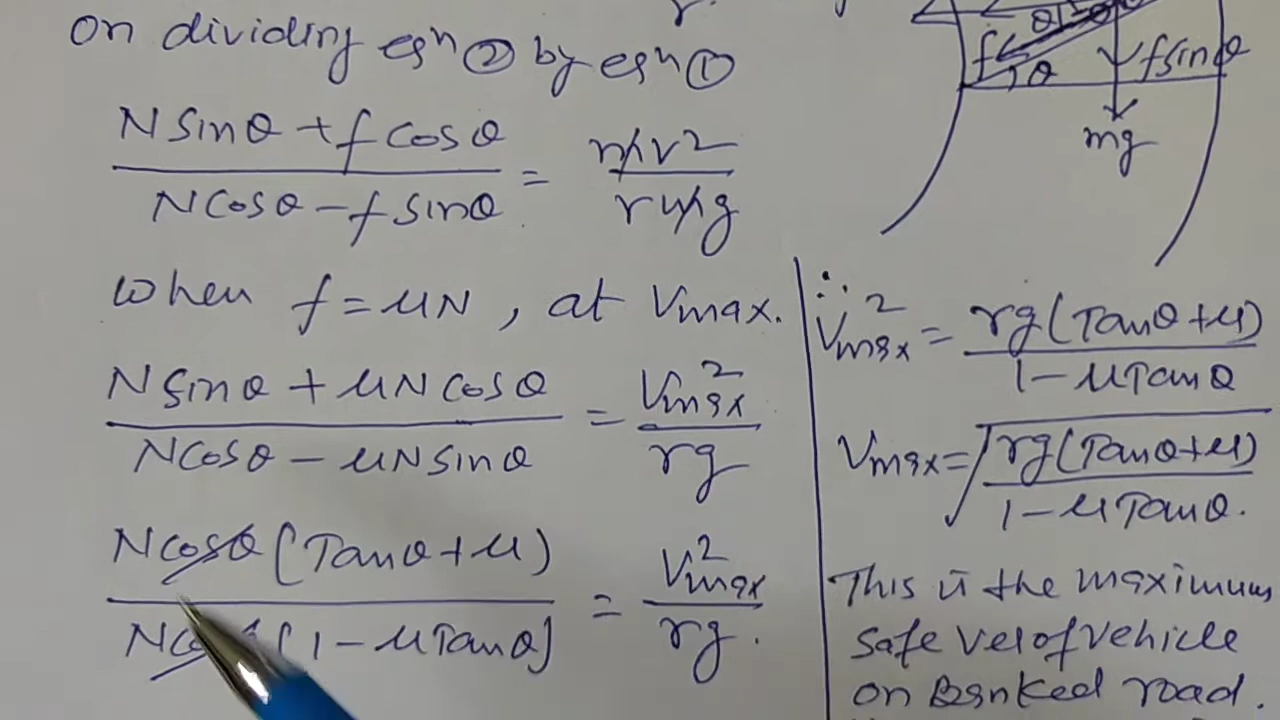 On dividing eqⁿ ② by eqⁿ ①
N sinθ + f cosθ / N cosθ - f sinθ = mv² / r mg
When f = μN, at Vmax.
N sinθ + μN cosθ / N cosθ - μN sinθ = Vmax² / rg
N cosθ (Tanθ + μ) / N cosθ [1 - μTanθ] = Vmax² / rg.
r.
θ
f
θ
f sinθ
mg
∴ Vmax² = rg (Tanθ + μ) / 1 - μTanθ
Vmax = √ rg (Tanθ + μ) / 1 - μTanθ.
This is the maximum
safe vel of vehicle
on Banked road.